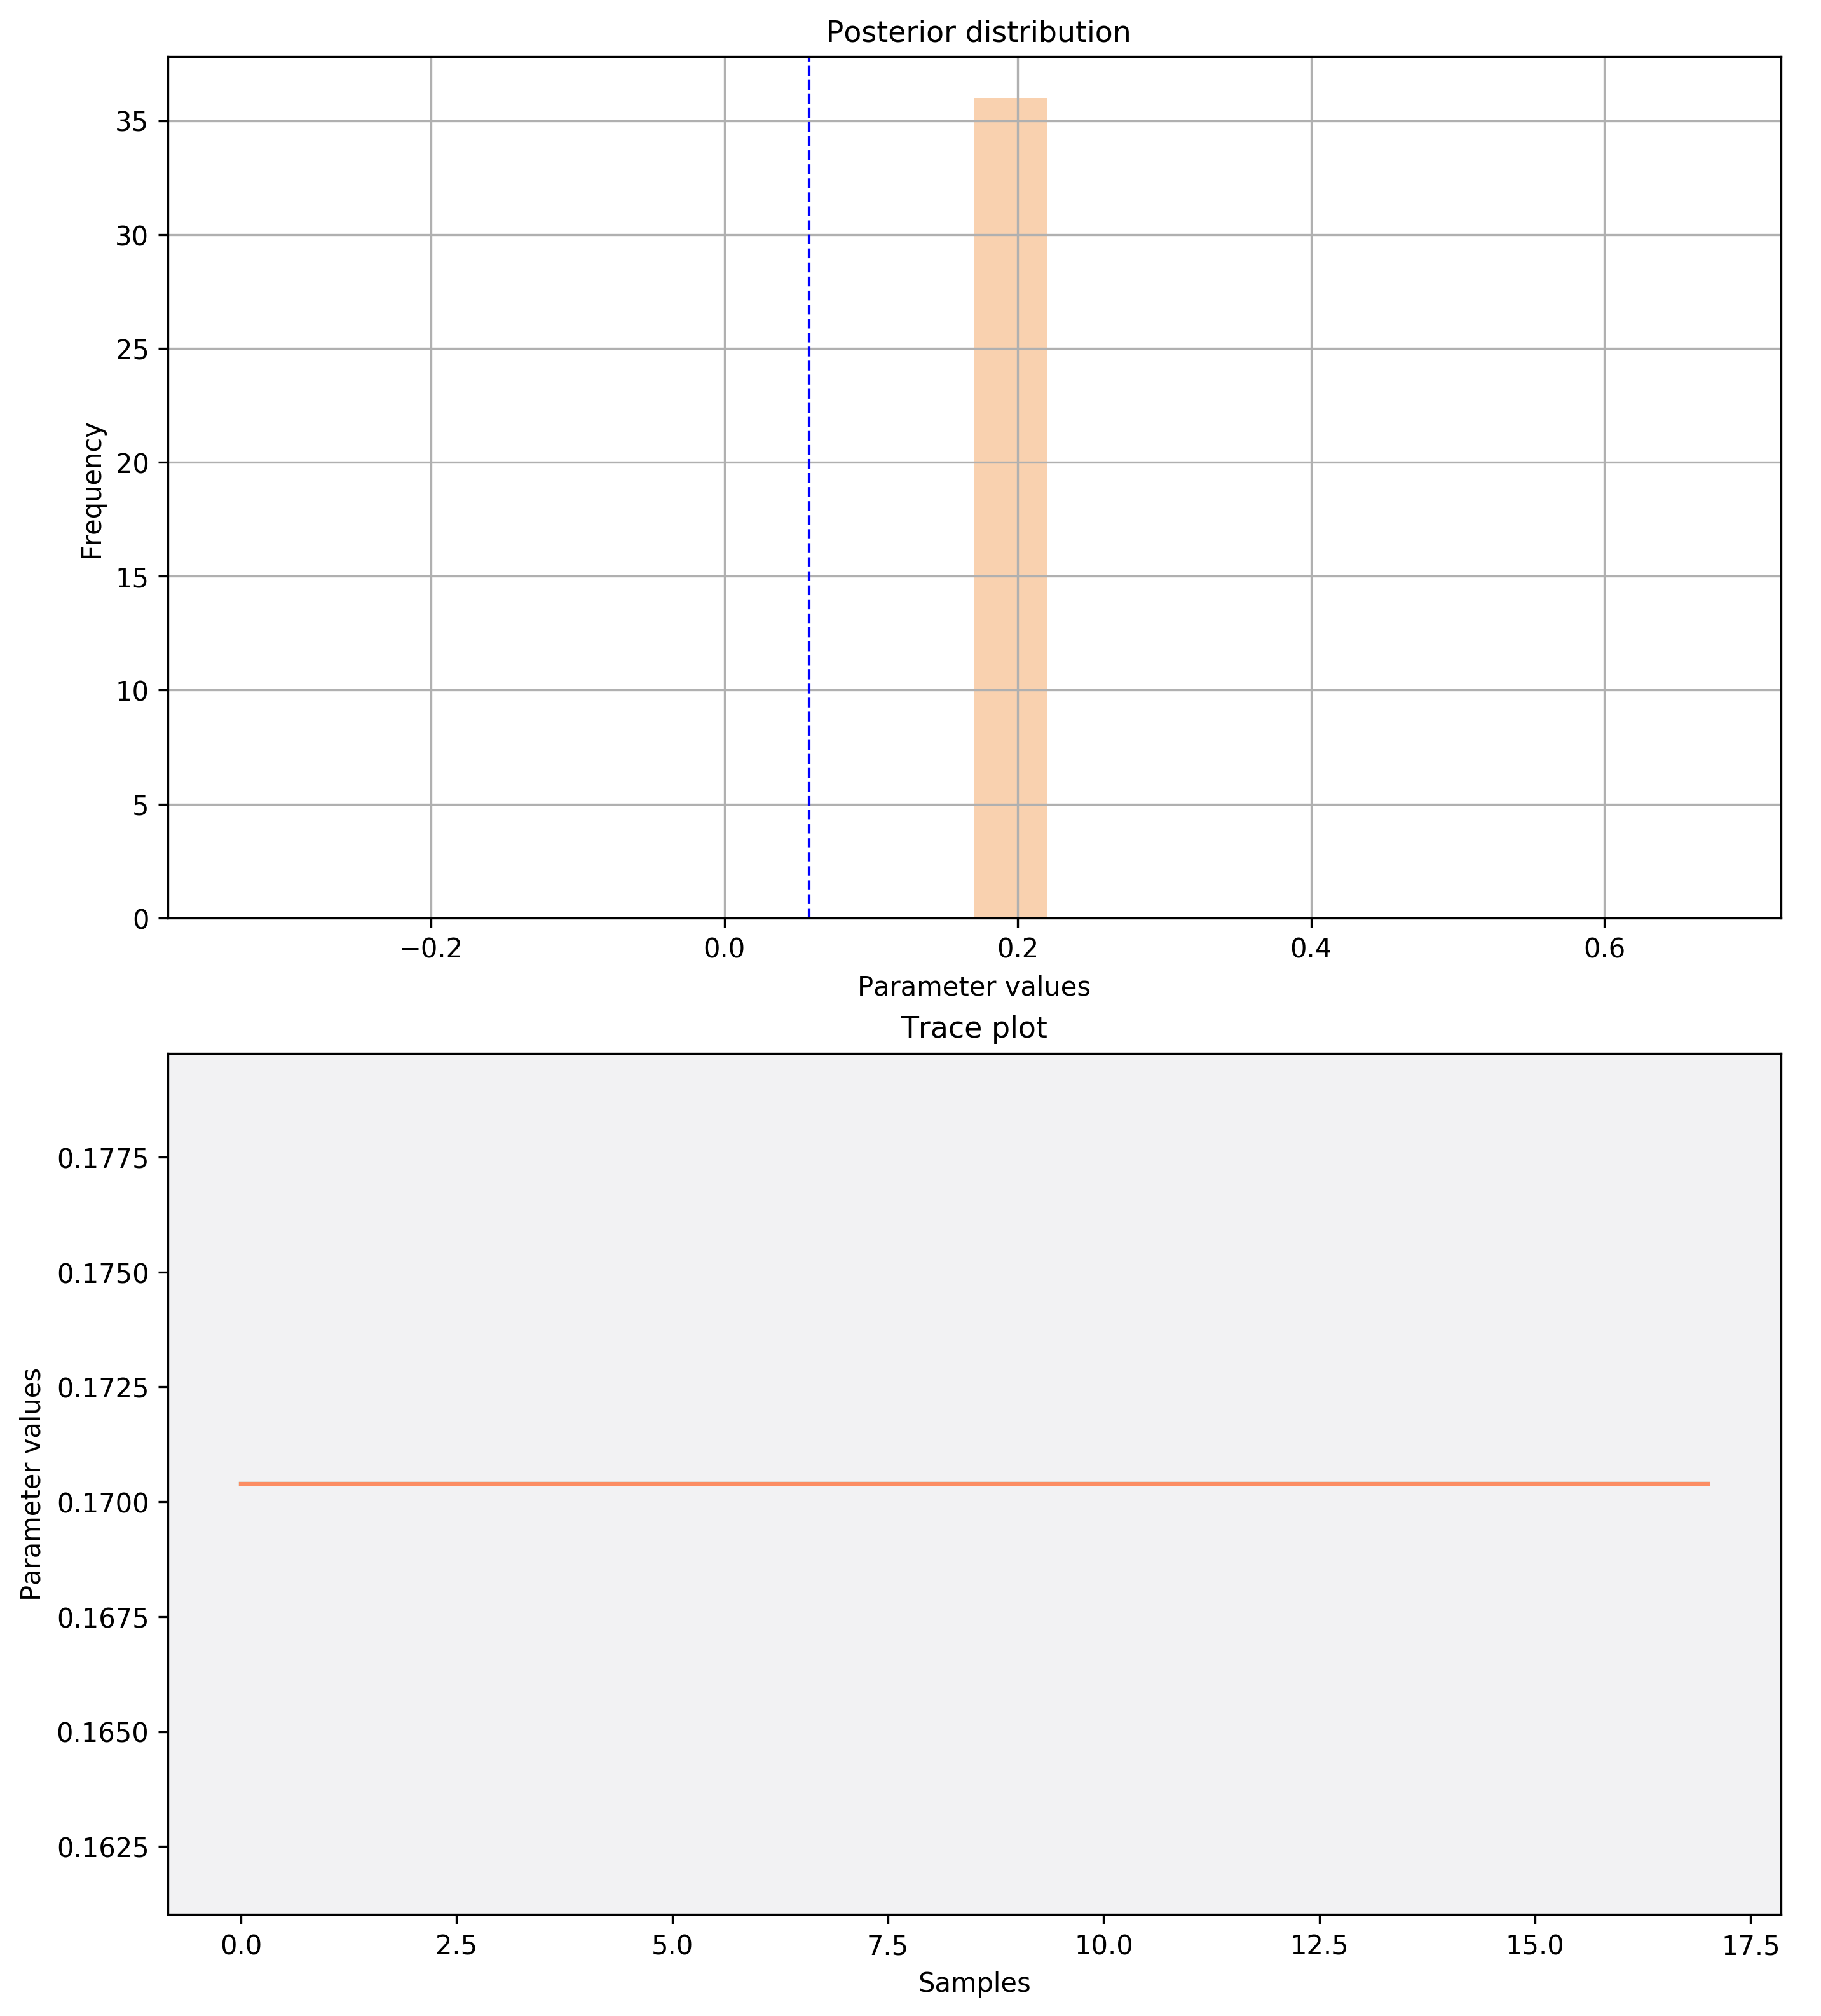 Posterior distribution
35
30
25
20
15
10
5
0
Frequency
−0.2 0.0 0.2 0.4 0.6
Parameter values
Trace plot
0.1775
0.1750
0.1725
0.1700
0.1675
0.1650
0.1625
Parameter values
0.0 2.5 5.0 7.5 10.0 12.5 15.0 17.5
Samples